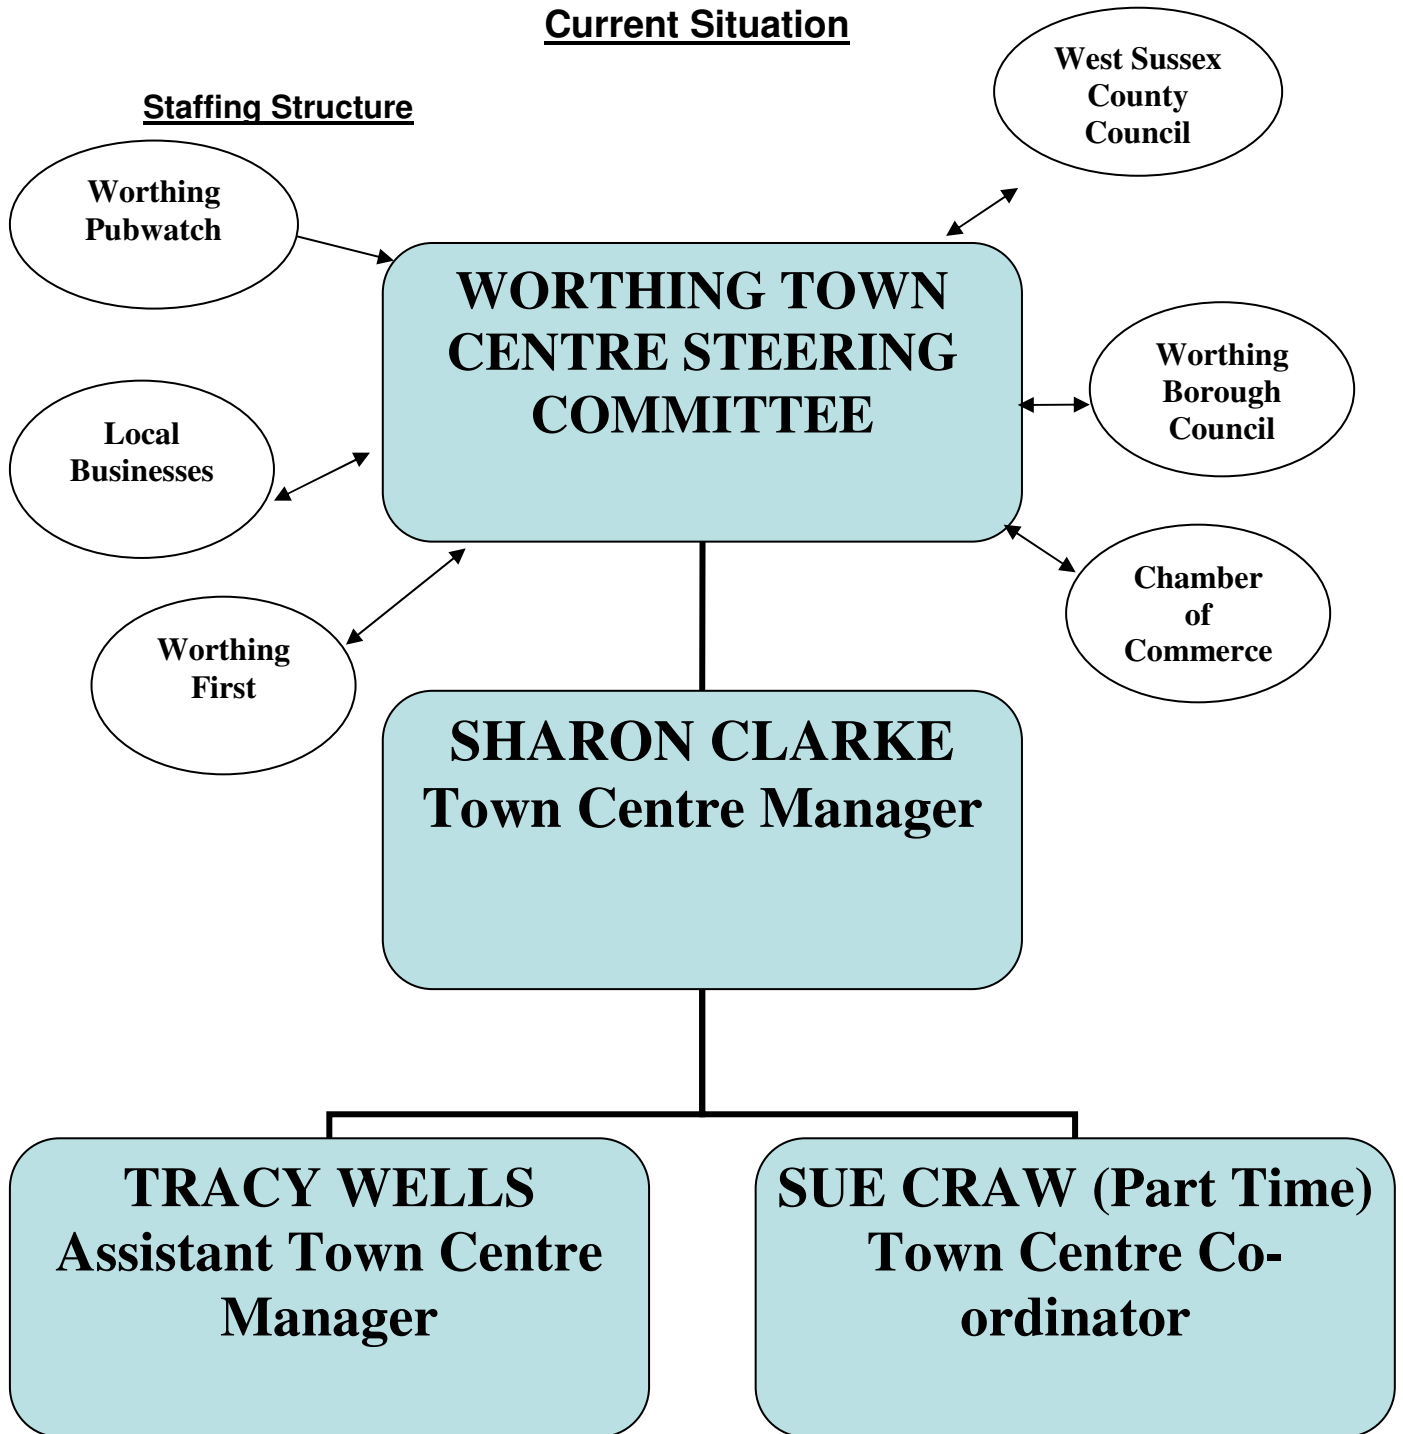 Current Situation
West Sussex
County
Council
Staffing Structure
Worthing
Pubwatch
WORTHING TOWN
CENTRE STEERING
COMMITTEE
Worthing
Borough
Council
Local
Businesses
Chamber
of
Commerce
Worthing
First
SHARON CLARKE
Town Centre Manager
TRACY WELLS
Assistant Town Centre
Manager
SUE CRAW (Part Time)
Town Centre Co-
ordinator